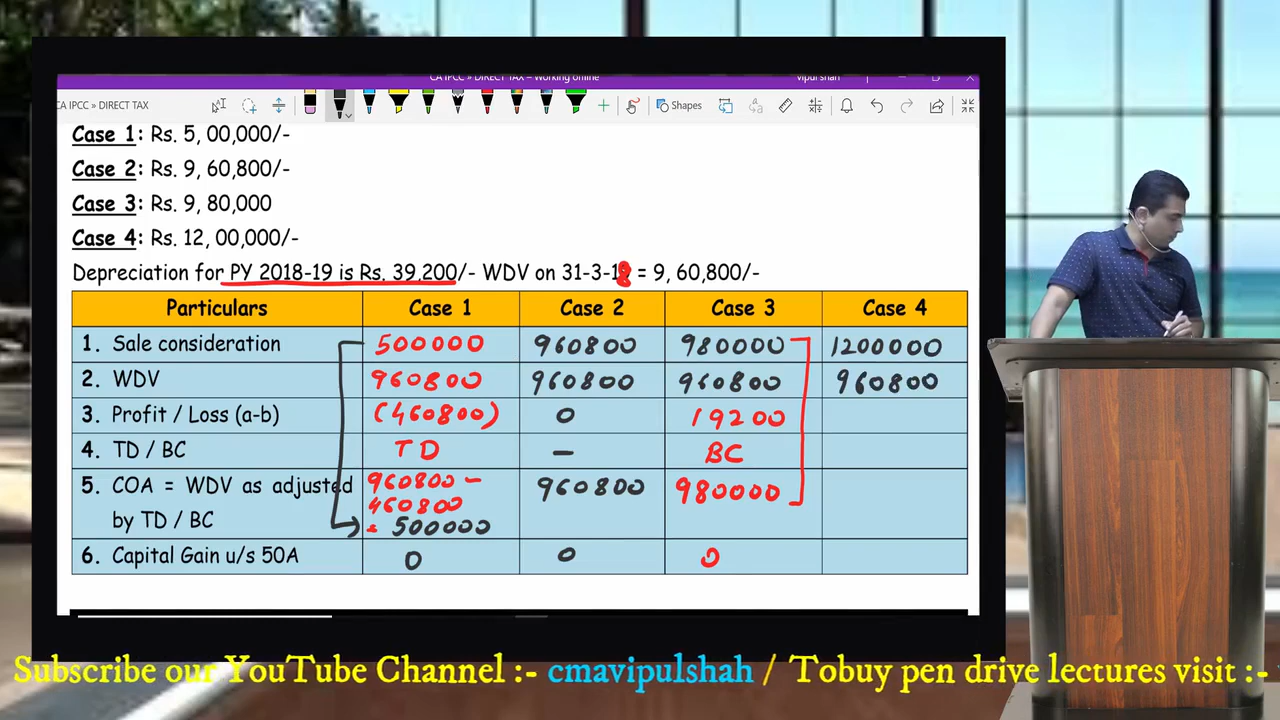 CA IPCC » DIRECT TAX – Working online
vipul shah
CA IPCC » DIRECT TAX
Shapes
Case 1: Rs. 5, 00,000/-
Case 2: Rs. 9, 60,800/-
Case 3: Rs. 9, 80,000
Case 4: Rs. 12, 00,000/-
Depreciation for PY 2018-19 is Rs. 39,200/- WDV on 31-3-18 = 9, 60,800/-
Particulars Case 1 Case 2 Case 3 Case 4
1. Sale consideration 500000 960800 980000 1200000
2. WDV 960800 960800 960800 960800
3. Profit / Loss (a-b) (460800) 0 19200
4. TD / BC TD – BC
5. COA = WDV as adjusted by TD / BC 960800 – 460800 = 500000 960800 980000
6. Capital Gain u/s 50A 0 0 0
Subscribe our YouTube Channel :- cmavipulshah / Tobuy pen drive lectures visit :-